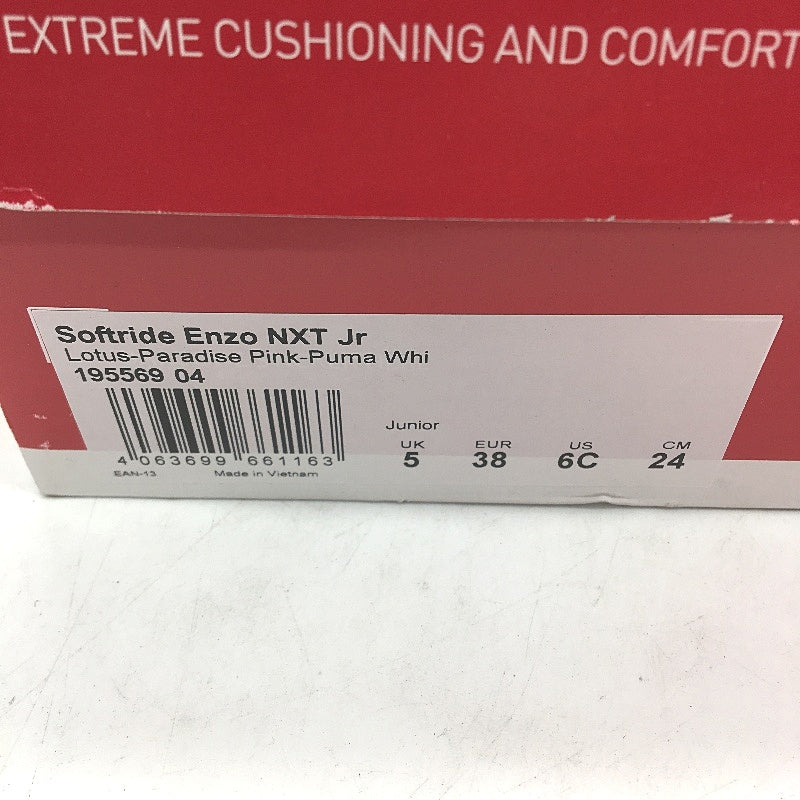 EXTREME CUSHIONING AND COMFORT
Softride Enzo NXT Jr
Lotus-Paradise Pink-Puma Whi
195569 04
4 063699 661163
EAN-13 Made in Vietnam
Junior
UK EUR US CM
5 38 6C 24